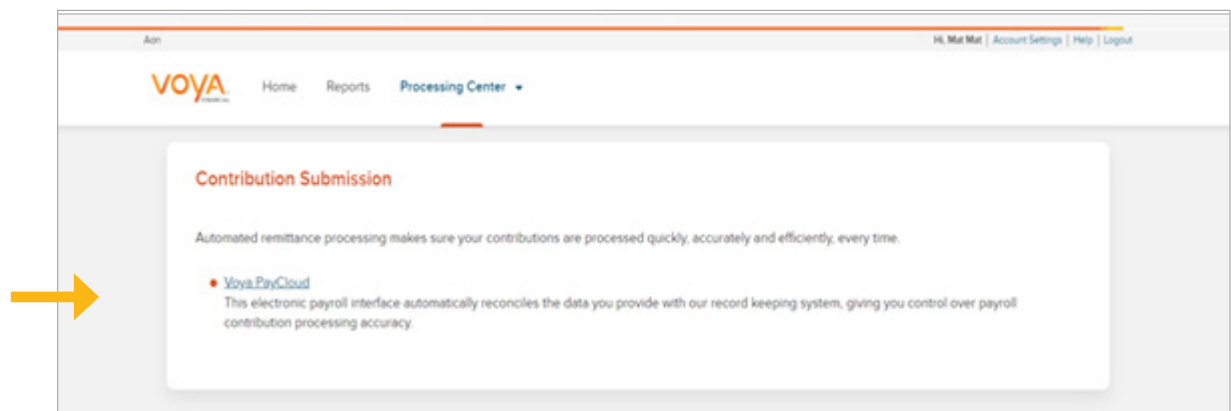 Aon
Hi, Mat Mat | Account Settings | Help | Logout
VOYA
FINANCIAL
Home Reports Processing Center
Contribution Submission
Automated remittance processing makes sure your contributions are processed quickly, accurately and efficiently, every time.
Voya PayCloud
This electronic payroll interface automatically reconciles the data you provide with our record keeping system, giving you control over payroll
contribution processing accuracy.